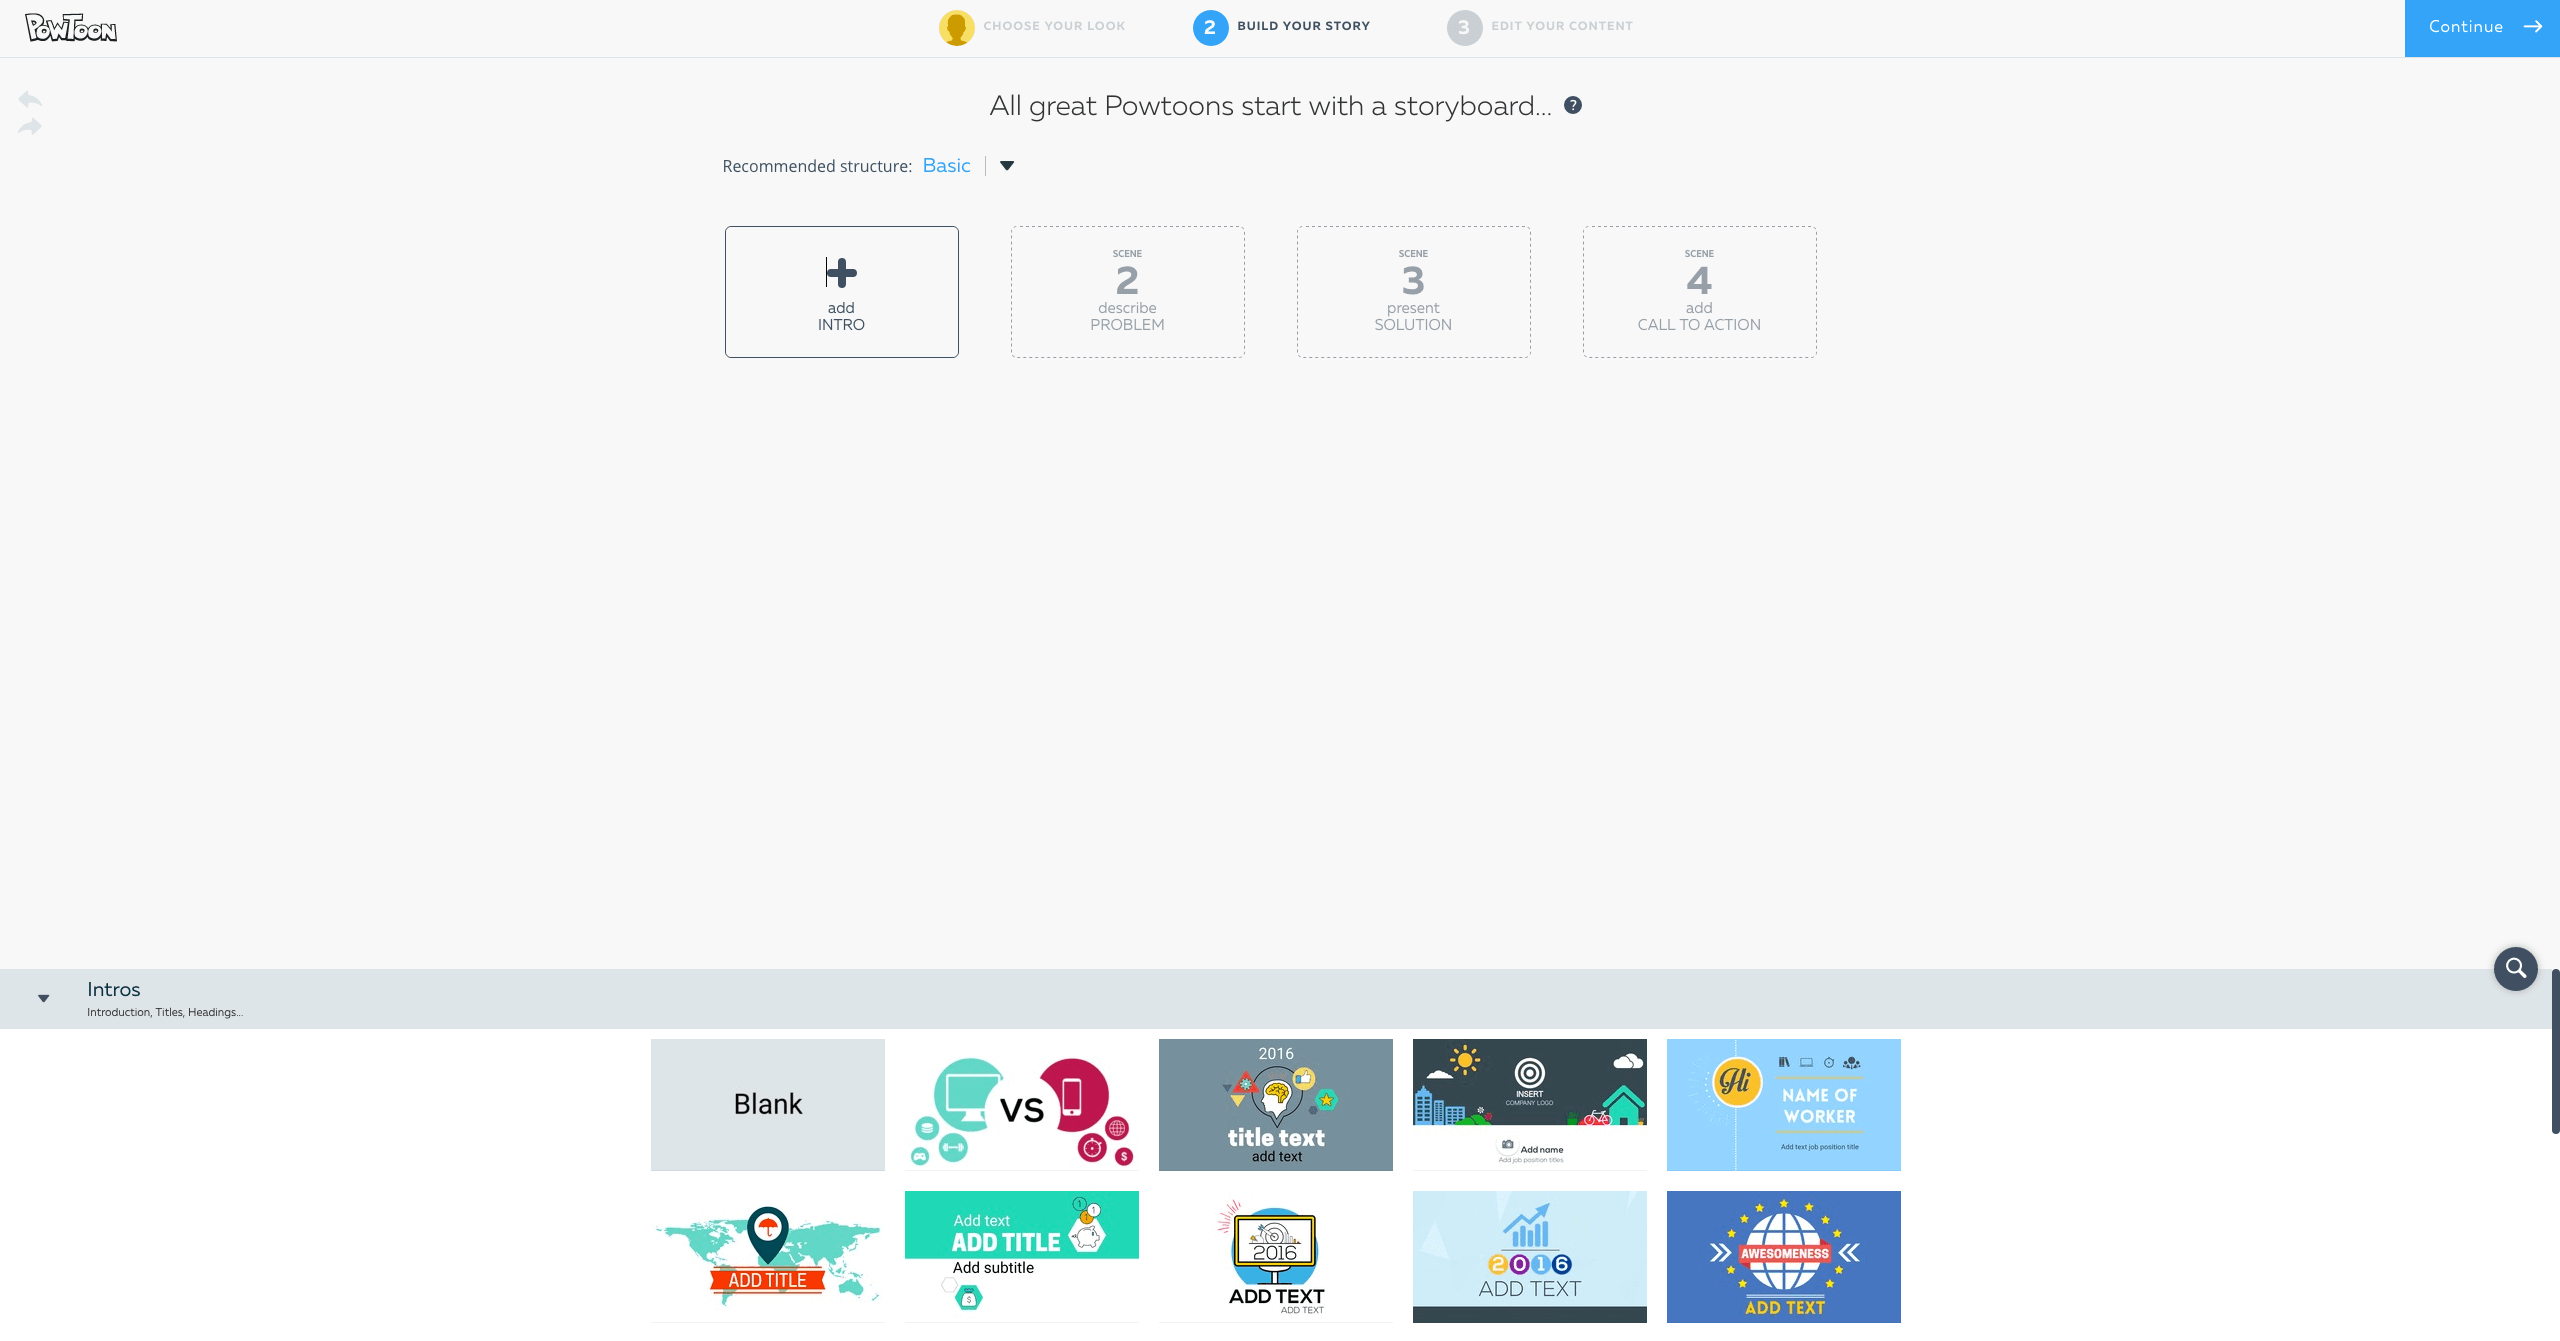 PowToon
CHOOSE YOUR LOOK
2 BUILD YOUR STORY
3 EDIT YOUR CONTENT
Continue
All great Powtoons start with a storyboard... ?
Recommended structure: Basic
add
INTRO
SCENE
2
describe
PROBLEM
SCENE
3
present
SOLUTION
SCENE
4
add
CALL TO ACTION
Intros
Introduction, Titles, Headings...
Blank
VS
$
2016
title text
add text
INSERT
COMPANY LOGO
Add name
Add job position titles
Hi
NAME OF
WORKER
Add text job position title
ADD TITLE
1
1
Add text
ADD TITLE
Add subtitle
$
2016
ADD TEXT
ADD TEXT
2016
ADD TEXT
AWESOMENESS
ADD TEXT